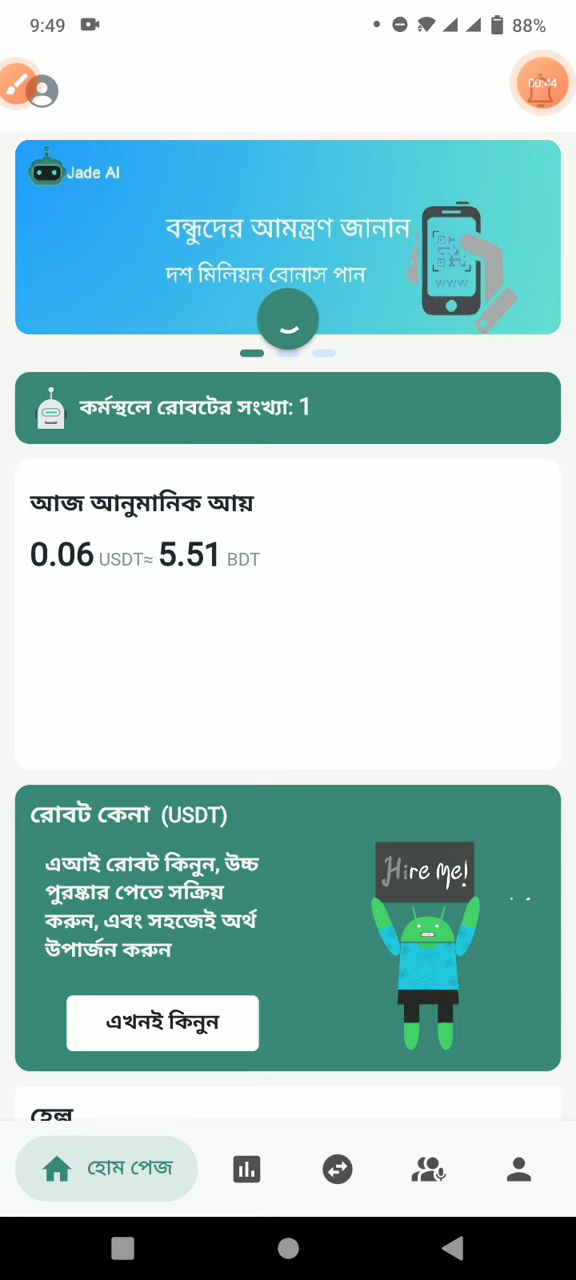 9:49
88%
00:44
Jade AI
বন্ধুদের আমন্ত্রণ জানান
দশ মিলিয়ন বোনাস পান
www
কর্মস্থলে রোবটের সংখ্যা: 1
আজ আনুমানিক আয়
0.06 USDT≈ 5.51 BDT
রোবট কেনা (USDT)
এআই রোবট কিনুন, উচ্চ
পুরষ্কার পেতে সক্রিয়
করুন, এবং সহজেই অর্থ
উপার্জন করুন
Hire me!
এখনই কিনুন
হেল্প
হোম পেজ